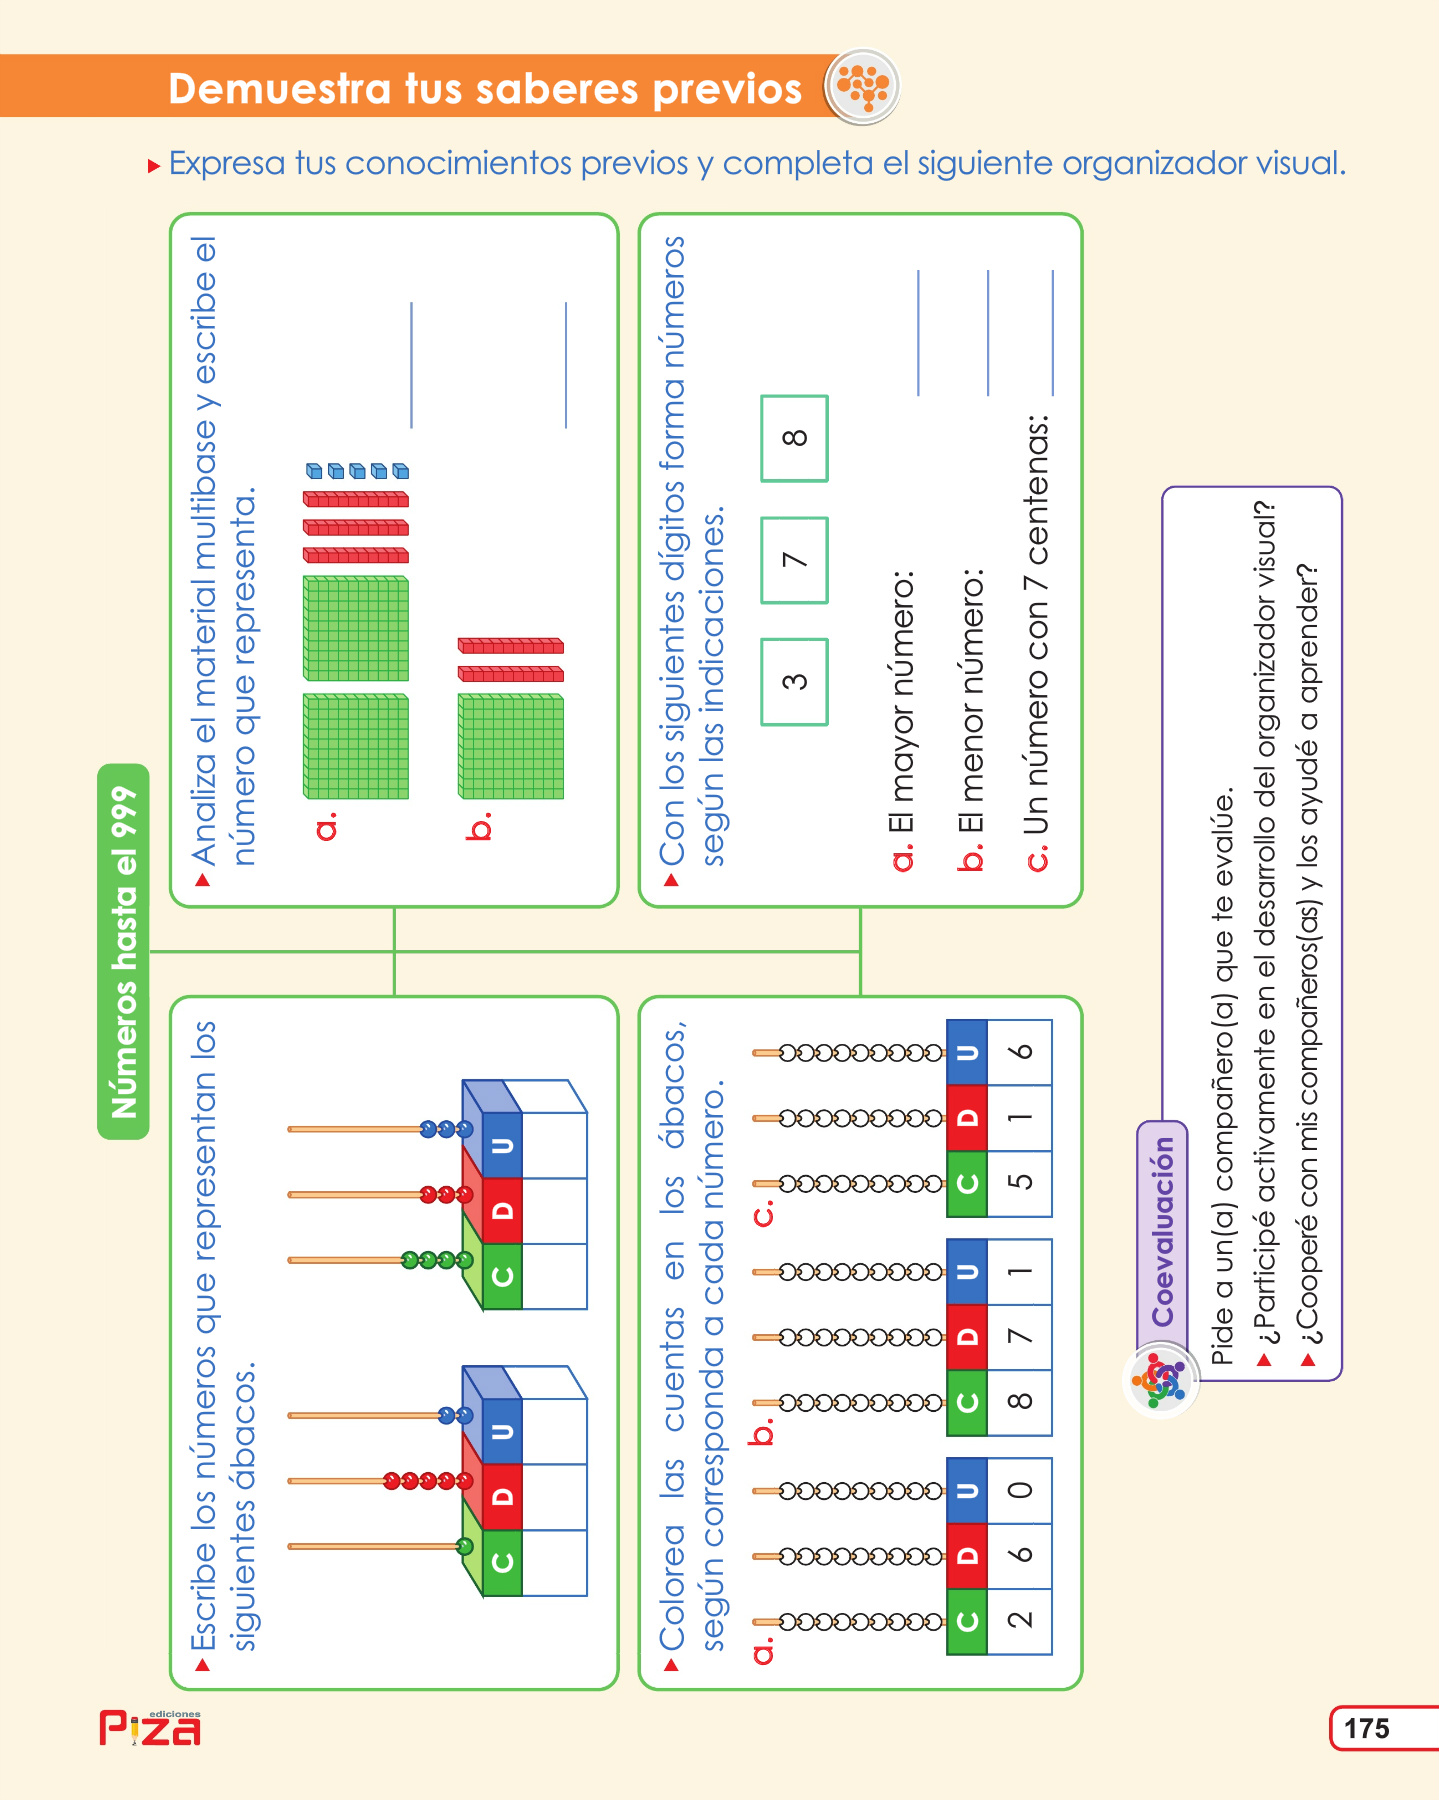 Demuestra tus saberes previos
Expresa tus conocimientos previos y completa el siguiente organizador visual.
Números hasta el 999
Escribe los números que representan los
siguientes ábacos.
C D U
C D U
Analiza el material multibase y escribe el
número que representa.
a.
b.
Colorea las cuentas en los ábacos,
según corresponda a cada número.
a. b. c.
C D U C D U C D U
2 6 0 8 7 1 5 1 6
Con los siguientes dígitos forma números
según las indicaciones.
3 7 8
a. El mayor número:
b. El menor número:
c. Un número con 7 centenas:
Coevaluación
Pide a un(a) compañero(a) que te evalúe.
¿Participé activamente en el desarrollo del organizador visual?
¿Cooperé con mis compañeros(as) y los ayudé a aprender?
Piza ediciones
175